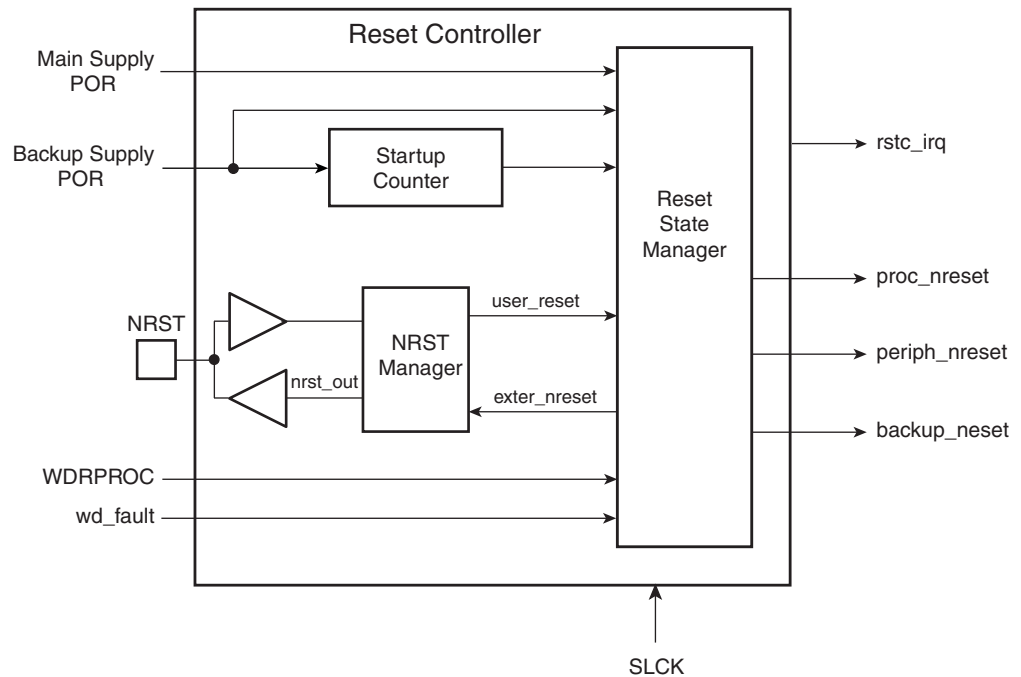 Reset Controller
Main Supply
POR
Backup Supply
POR
Startup
Counter
Reset
State
Manager
rstc_irq
proc_nreset
periph_nreset
backup_neset
NRST
user_reset
NRST
Manager
nrst_out
exter_nreset
WDRPROC
wd_fault
SLCK